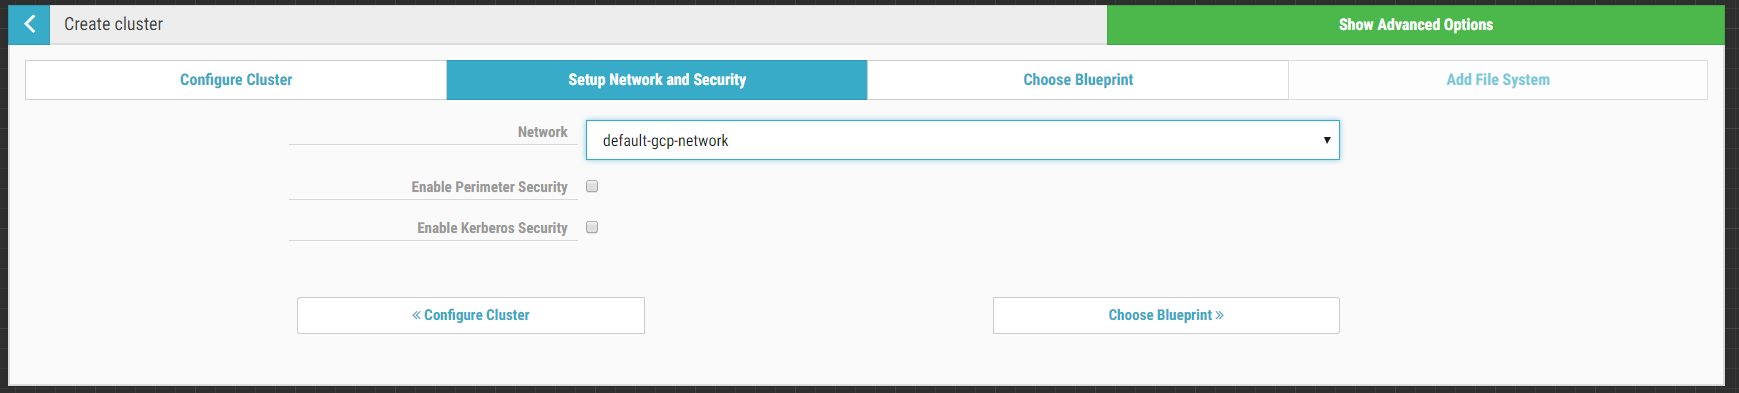 Create cluster
Show Advanced Options
Configure Cluster
Setup Network and Security
Choose Blueprint
Add File System
Network
default-gcp-network
Enable Perimeter Security
Enable Kerberos Security
« Configure Cluster
Choose Blueprint »